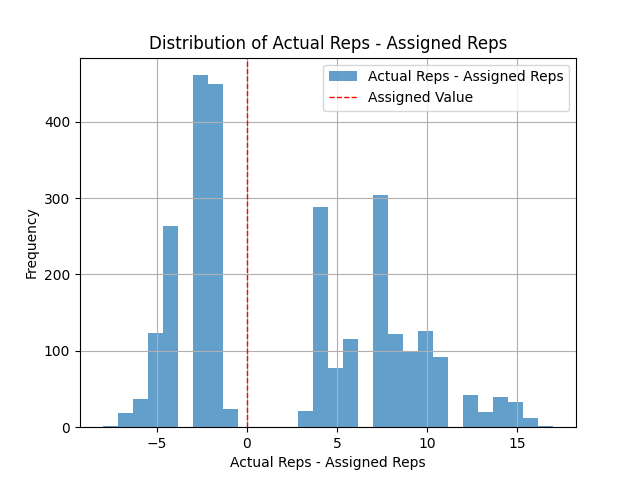 Distribution of Actual Reps - Assigned Reps
Actual Reps - Assigned Reps
Assigned Value
Frequency
400
300
200
100
0
−5
0
5
10
15
Actual Reps - Assigned Reps